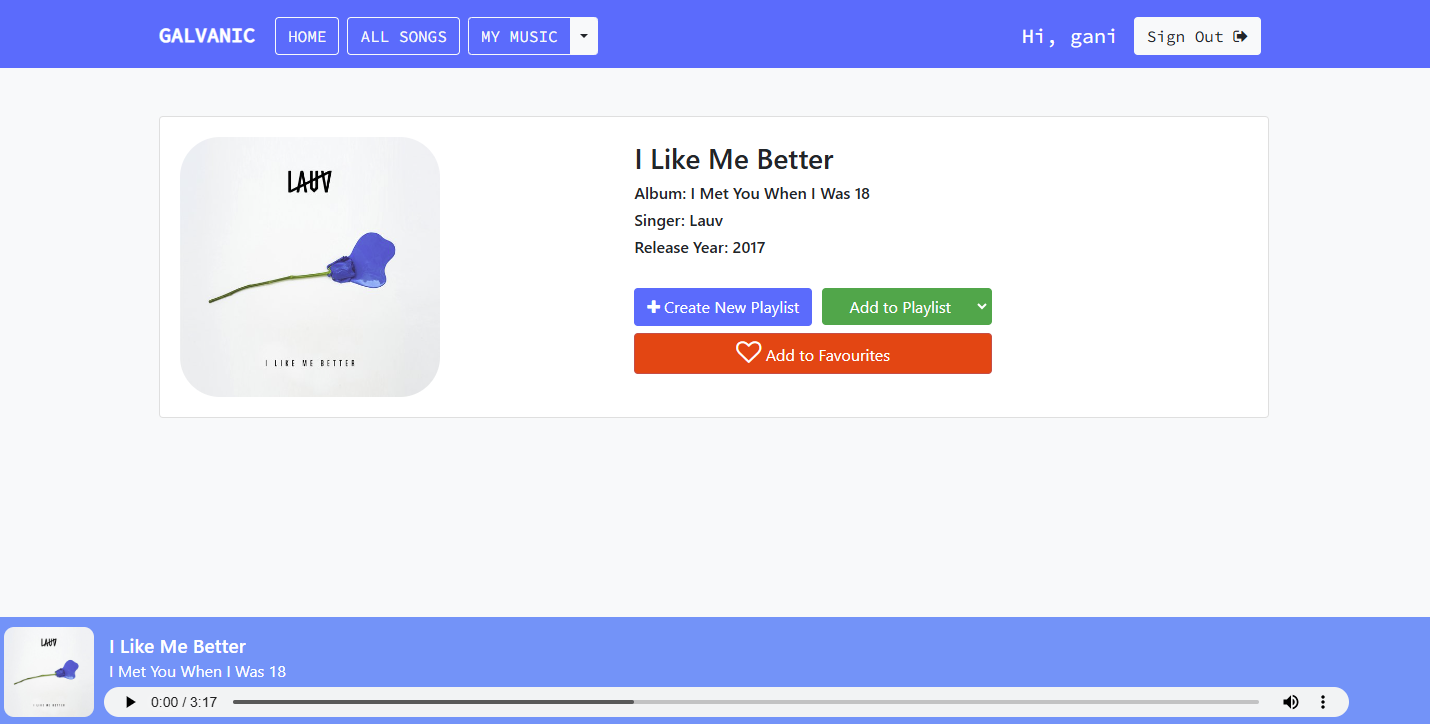 GALVANIC HOME ALL SONGS MY MUSIC Hi, gani Sign Out
LAUV
I LIKE ME BETTER
I Like Me Better
Album: I Met You When I Was 18
Singer: Lauv
Release Year: 2017
Create New Playlist Add to Playlist
Add to Favourites
LAUV
I LIKE ME BETTER
I Like Me Better
I Met You When I Was 18
0:00 / 3:17